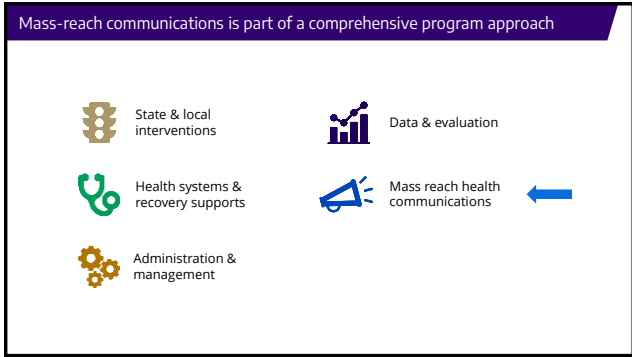 Mass-reach communications is part of a comprehensive program approach
State & local
interventions
Data & evaluation
Health systems &
recovery supports
Mass reach health
communications
Administration &
management